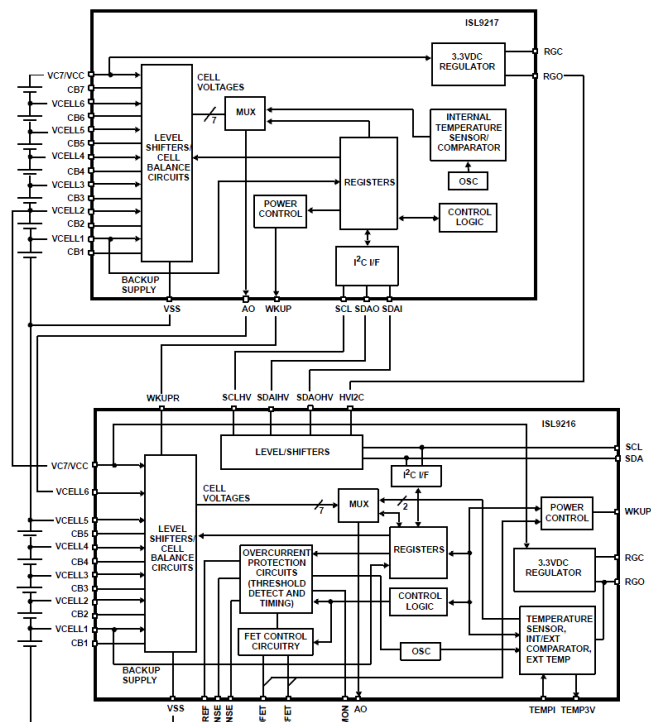 ISL9217
RGC
3.3VDC
REGULATOR
RGO
VC7/VCC
CB7
VCELL6
CB6
VCELL5
CB5
VCELL4
CB4
VCELL3
CB3
VCELL2
CB2
VCELL1
CB1
CELL
VOLTAGES
7
MUX
LEVEL
SHIFTERS/
CELL
BALANCE
CIRCUITS
INTERNAL
TEMPERATURE
SENSOR/
COMPARATOR
OSC
REGISTERS
POWER
CONTROL
CONTROL
LOGIC
I2C I/F
BACKUP
SUPPLY
VSS
AO
WKUP
SCL
SDAO
SDAI
WKUPR
SCLHV
SDAIHV
SDAOHV
HVI2C
ISL9216
LEVEL/SHIFTERS
SCL
SDA
I2C I/F
VC7/VCC
VCELL6
VCELL5
CB5
VCELL4
CB4
VCELL3
CB3
VCELL2
CB2
VCELL1
CB1
CELL
VOLTAGES
7
MUX
2
LEVEL
SHIFTERS/
CELL
BALANCE
CIRCUITS
POWER
CONTROL
WKUP
REGISTERS
OVERCURRENT
PROTECTION
CIRCUITS
(THRESHOLD
DETECT AND
TIMING)
3.3VDC
REGULATOR
RGC
RGO
CONTROL
LOGIC
FET CONTROL
CIRCUITRY
OSC
TEMPERATURE
SENSOR,
INT/EXT
COMPARATOR,
EXT TEMP
BACKUP
SUPPLY
VSS
AO
TEMPI
TEMP3V